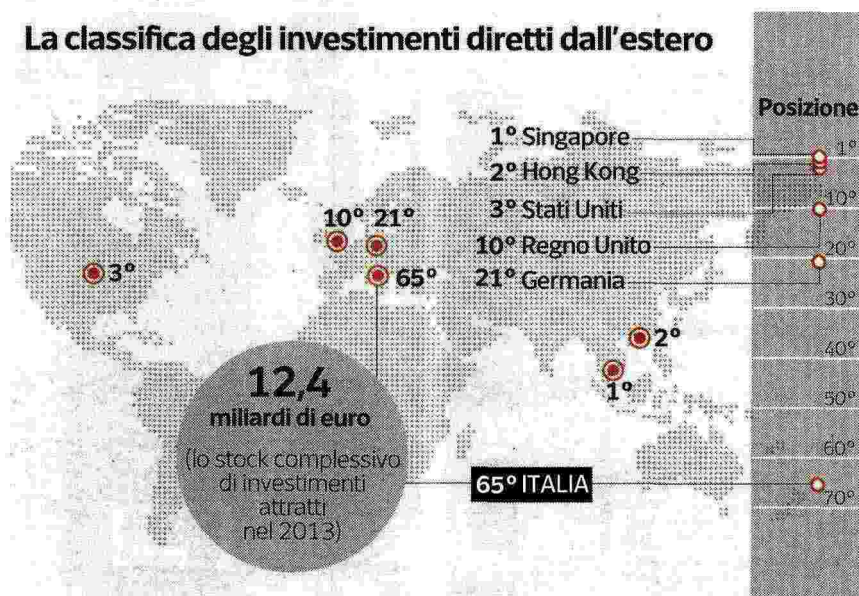 La classifica degli investimenti diretti dall'estero
Posizione
1° Singapore
2° Hong Kong
3° Stati Uniti
10° Regno Unito
21° Germania
1°
10°
20°
30°
40°
50°
60°
70°
3°
10°
21°
65°
2°
1°
12,4
miliardi di euro
(lo stock complessivo
di investimenti
attratti
nel 2013)
65° ITALIA